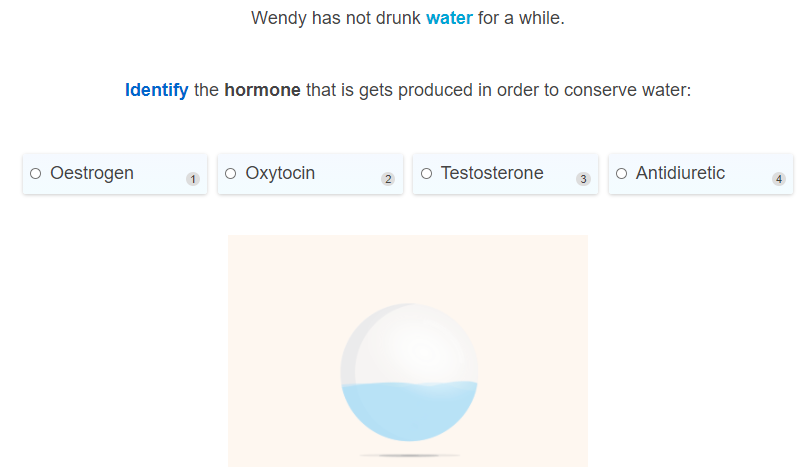 Wendy has not drunk water for a while.
Identify the hormone that is gets produced in order to conserve water:
Oestrogen 1
Oxytocin 2
Testosterone 3
Antidiuretic 4